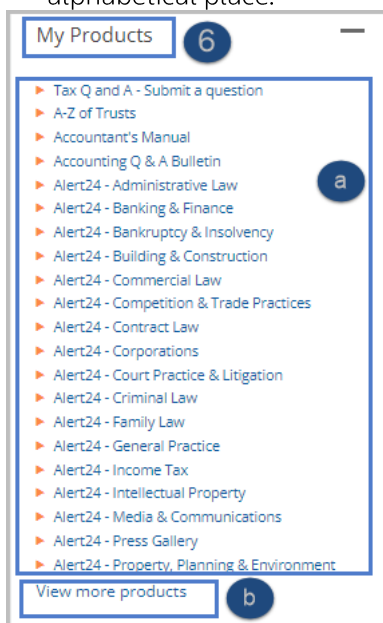 alphabetical place.
My Products 6
Tax Q and A - Submit a question
A-Z of Trusts
Accountant's Manual
Accounting Q & A Bulletin
a
Alert24 - Administrative Law
Alert24 - Banking & Finance
Alert24 - Bankruptcy & Insolvency
Alert24 - Building & Construction
Alert24 - Commercial Law
Alert24 - Competition & Trade Practices
Alert24 - Contract Law
Alert24 - Corporations
Alert24 - Court Practice & Litigation
Alert24 - Criminal Law
Alert24 - Family Law
Alert24 - General Practice
Alert24 - Income Tax
Alert24 - Intellectual Property
Alert24 - Media & Communications
Alert24 - Press Gallery
Alert24 - Property, Planning & Environment
View more products b